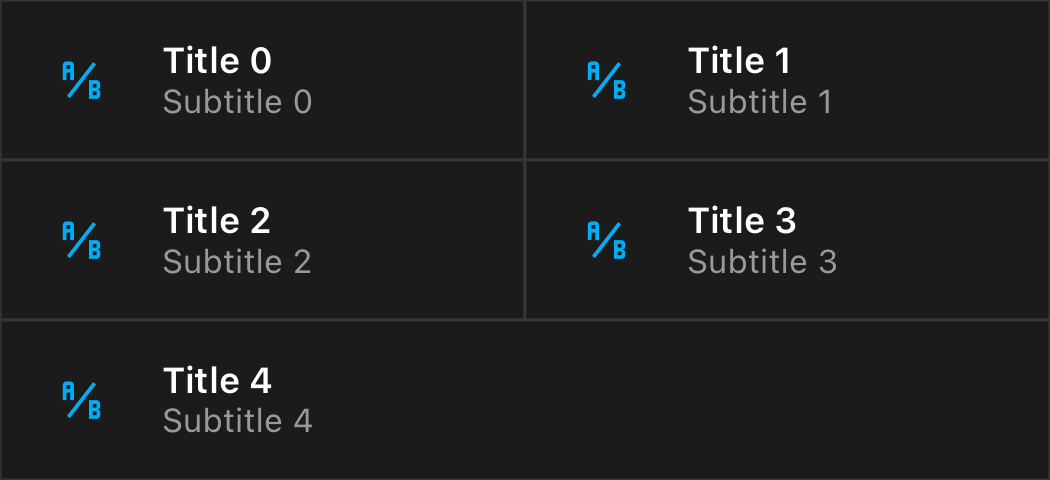 A/B
Title 0
Subtitle 0
A/B
Title 1
Subtitle 1
A/B
Title 2
Subtitle 2
A/B
Title 3
Subtitle 3
A/B
Title 4
Subtitle 4